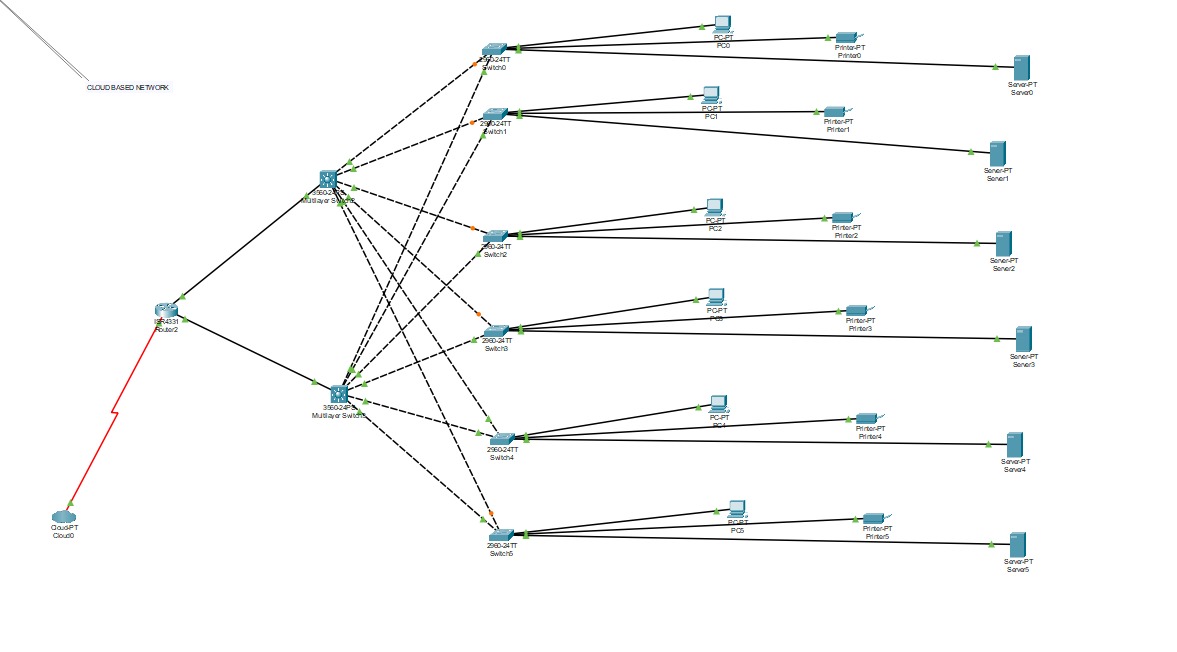 CLOUD BASED NETWORK
PC-PT
PC0
Printer-PT
Printer0
2960-24TT
Switch0
Server-PT
Server0
PC-PT
PC1
Printer-PT
Printer1
2960-24TT
Switch1
Server-PT
Server1
3560-24PS
Multilayer Switch2
PC-PT
PC2
Printer-PT
Printer2
2960-24TT
Switch2
Server-PT
Server2
ISR4331
Router2
PC-PT
PC3
Printer-PT
Printer3
2960-24TT
Switch3
Server-PT
Server3
3560-24PS
Multilayer Switch3
PC-PT
PC4
Printer-PT
Printer4
2960-24TT
Switch4
Server-PT
Server4
Cloud-PT
Cloud0
PC-PT
PC5
Printer-PT
Printer5
2960-24TT
Switch5
Server-PT
Server5